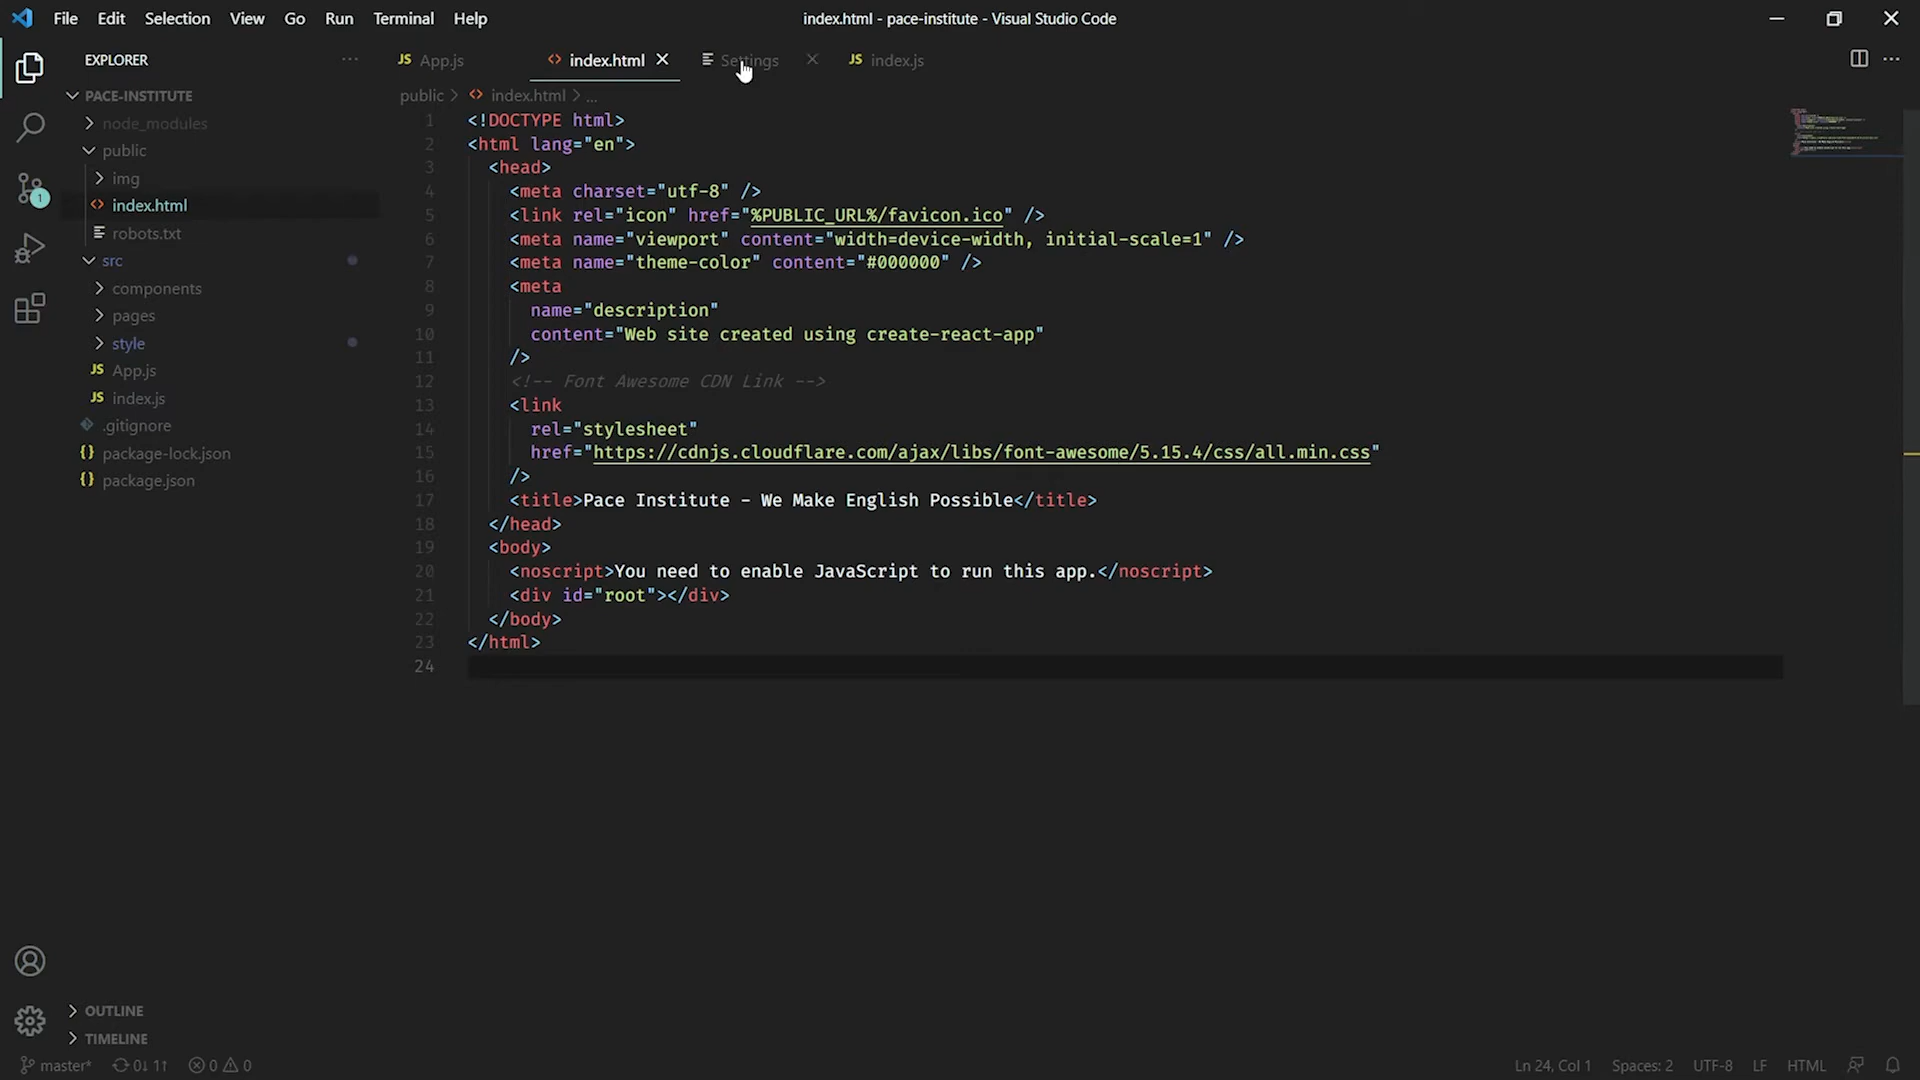 File Edit Selection View Go Run Terminal Help
index.html - pace-institute - Visual Studio Code
EXPLORER ...
JS App.js
index.html
Settings
JS index.js
PACE-INSTITUTE
node_modules
public
img
index.html
robots.txt
src
components
pages
style
JS App.js
JS index.js
.gitignore
{} package-lock.json
{} package.json
1
public > <> index.html > ...
1 <!DOCTYPE html>
2 <html lang="en">
3 <head>
4 <meta charset="utf-8" />
5 <link rel="icon" href="%PUBLIC_URL%/favicon.ico" />
6 <meta name="viewport" content="width=device-width, initial-scale=1" />
7 <meta name="theme-color" content="#000000" />
8 <meta
9 name="description"
10 content="Web site created using create-react-app"
11 />
12 <!-- Font Awesome CDN Link -->
13 <link
14 rel="stylesheet"
15 href="https://cdnjs.cloudflare.com/ajax/libs/font-awesome/5.15.4/css/all.min.css"
16 />
17 <title>Pace Institute - We Make English Possible</title>
18 </head>
19 <body>
20 <noscript>You need to enable JavaScript to run this app.</noscript>
21 <div id="root"></div>
22 </body>
23 </html>
24
OUTLINE
TIMELINE
master* 0↓ 1↑ 0 0
Ln 24, Col 1 Spaces: 2 UTF-8 LF HTML